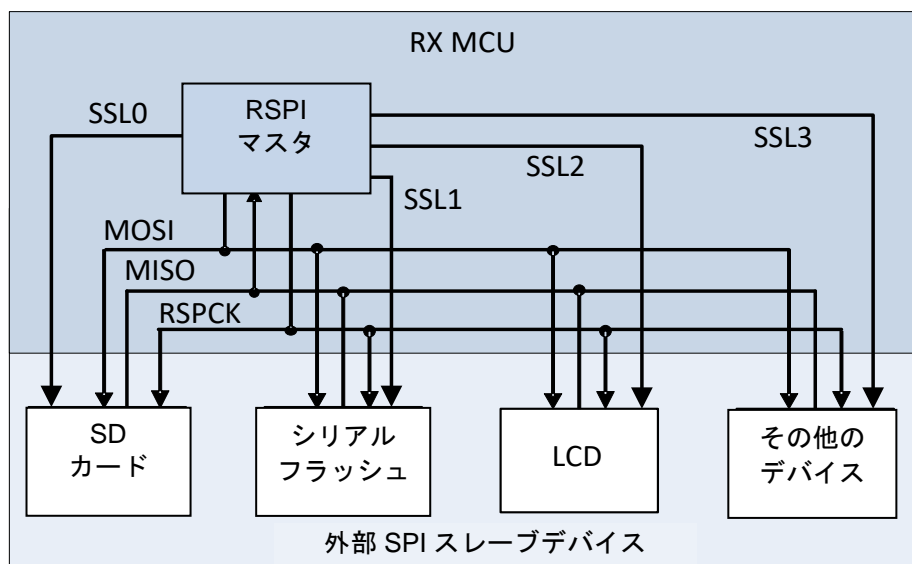 RX MCU
RSPI
マスタ
SSL0
SSL3
SSL2
SSL1
MOSI
MISO
RSPCK
SD
カード
シリアル
フラッシュ
LCD
その他の
デバイス
外部 SPI スレーブデバイス